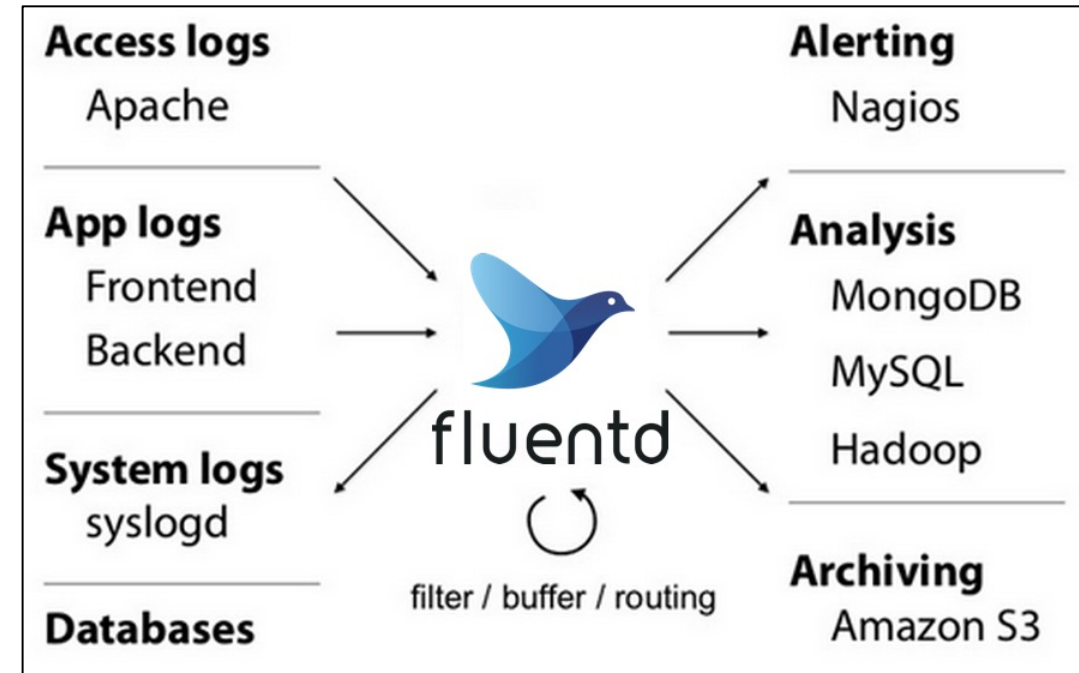 Access logs
Apache
App logs
Frontend
Backend
System logs
syslogd
Databases
fluentd
filter / buffer / routing
Alerting
Nagios
Analysis
MongoDB
MySQL
Hadoop
Archiving
Amazon S3